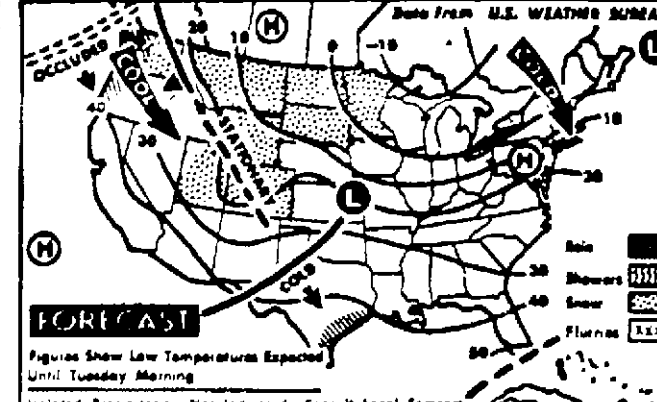 Data From U.S. WEATHER BUREAU
OCCLUDED
COOL
20
10
H
0
-10
COLD
L
40
30
STATIONARY
10
H
20
L
H
COLD
30
40
50
Rain
Showers
Snow
Flurries
FORECAST
Figures Show Low Temperatures Expected
Until Tuesday Morning